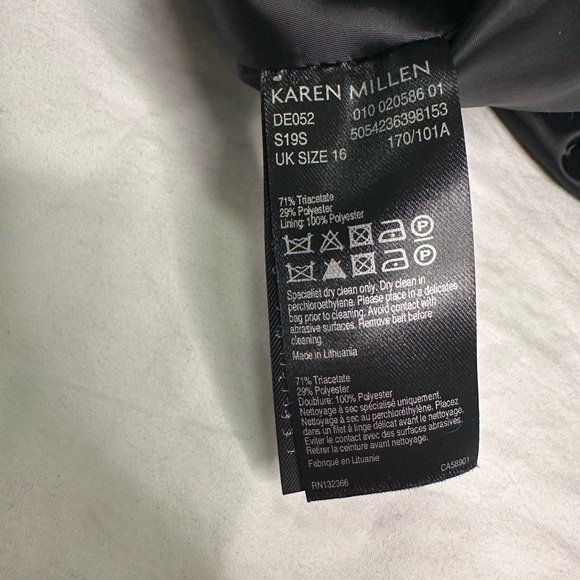 KAREN MILLEN
DE052 010 020586 01
S19S 5054236398153
UK SIZE 16 170/101A
71% Triacetate
29% Polyester
Lining: 100% Polyester
Specialist dry clean only. Dry clean in
perchloroethylene. Please place in a delicates
bag prior to cleaning. Avoid contact with
abrasive surfaces. Remove belt before
cleaning.
Made in Lithuania
71% Triacetate
29% Polyester
Doublure: 100% Polyester
Nettoyage à sec spécialisé uniquement.
Nettoyage à sec au perchloréthylène. Placez
dans un filet à linge délicat avant le nettoyage.
Eviter le contact avec des surfaces abrasives.
Retirer la ceinture avant nettoyage.
Fabriqué en Lituanie
RN132366 CA58901